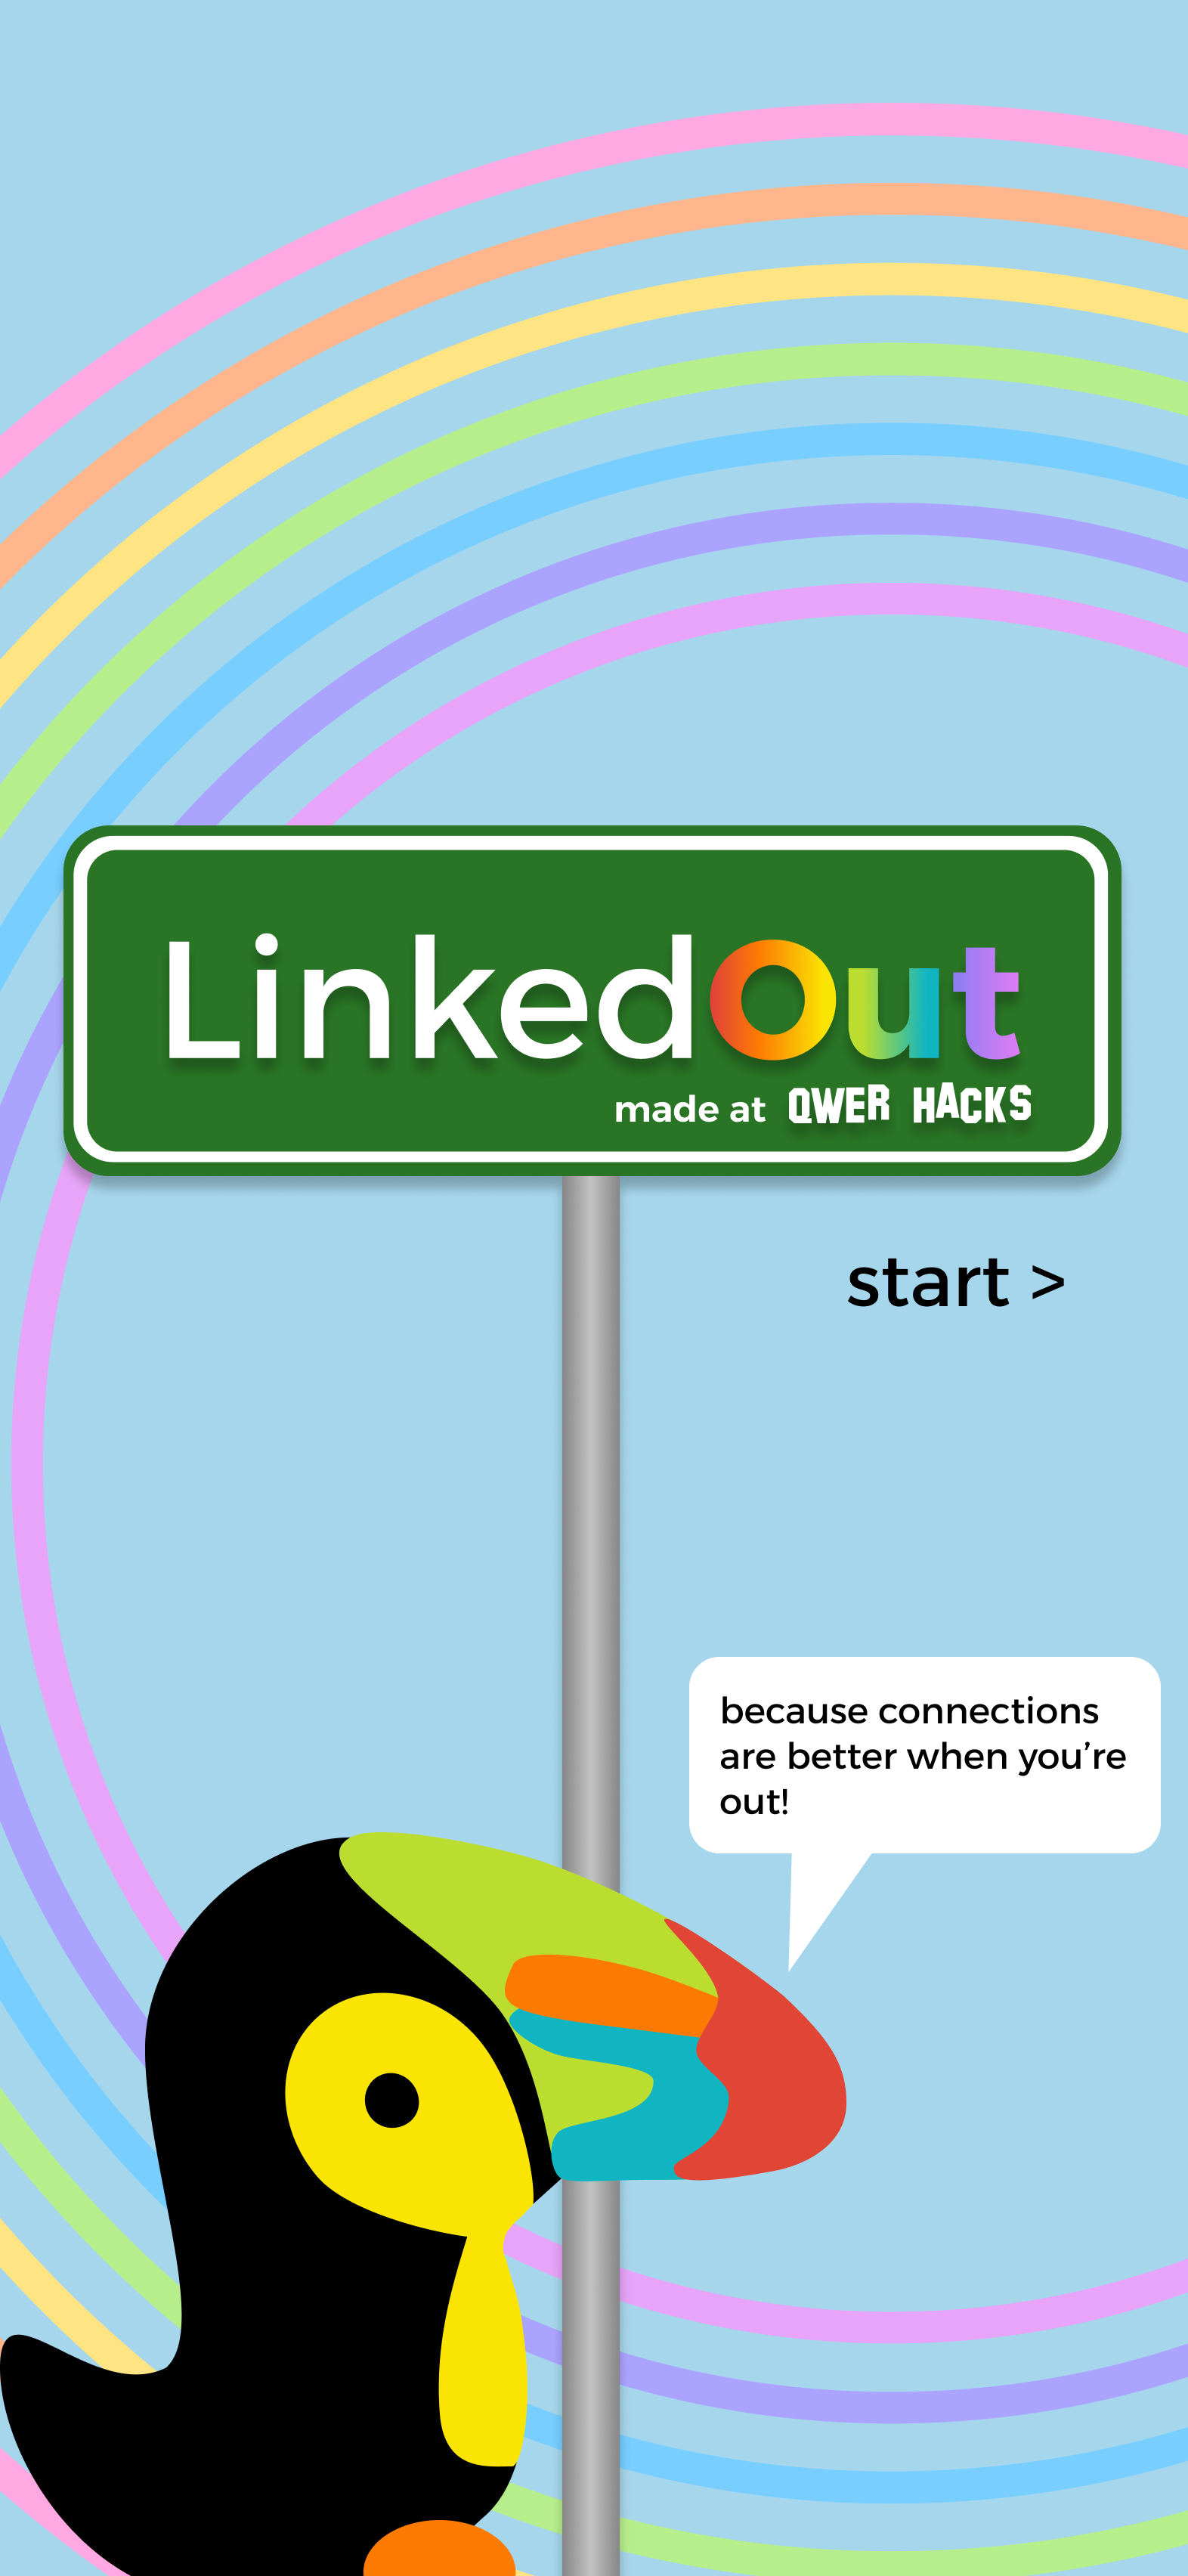 LinkedOut
made at QWER HACKS
start >
because connections
are better when you’re
out!